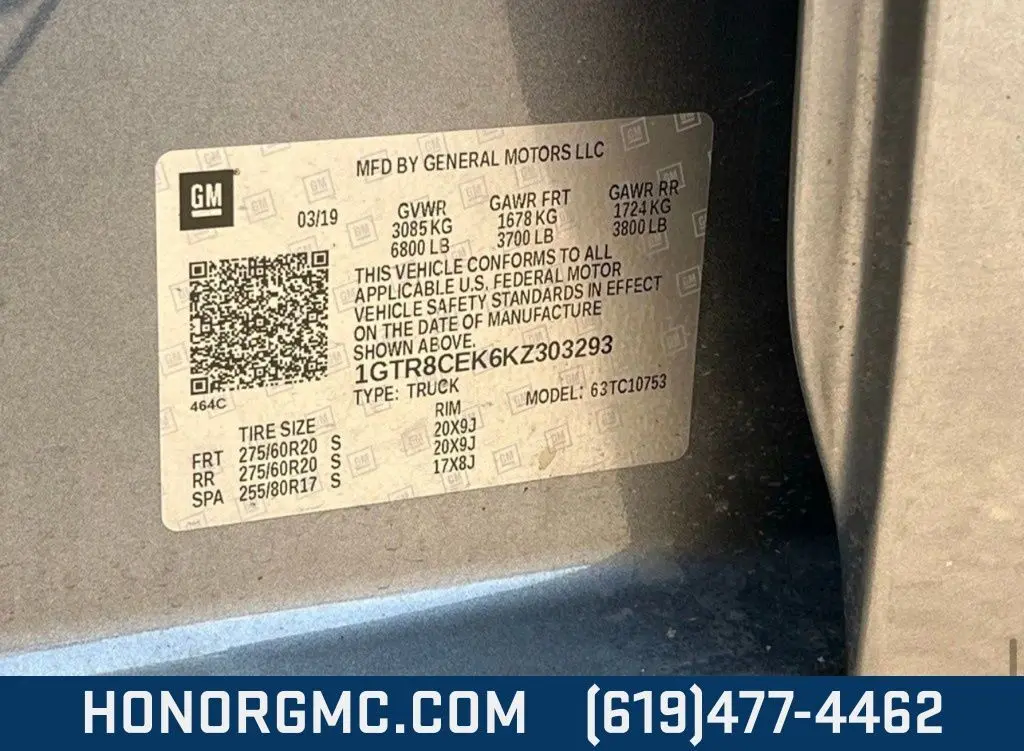 MFD BY GENERAL MOTORS LLC
GM
03/19
GVWR
3085 KG
6800 LB
GAWR FRT
1678 KG
3700 LB
GAWR RR
1724 KG
3800 LB
THIS VEHICLE CONFORMS TO ALL
APPLICABLE U.S. FEDERAL MOTOR
VEHICLE SAFETY STANDARDS IN EFFECT
ON THE DATE OF MANUFACTURE
SHOWN ABOVE.
1GTR8CEK6KZ303293
TYPE: TRUCK MODEL: 63TC10753
464C
TIRE SIZE RIM
FRT 275/60R20 S 20X9J
RR 275/60R20 S 20X9J
SPA 255/80R17 S 17X8J
HONORGMC.COM (619)477-4462